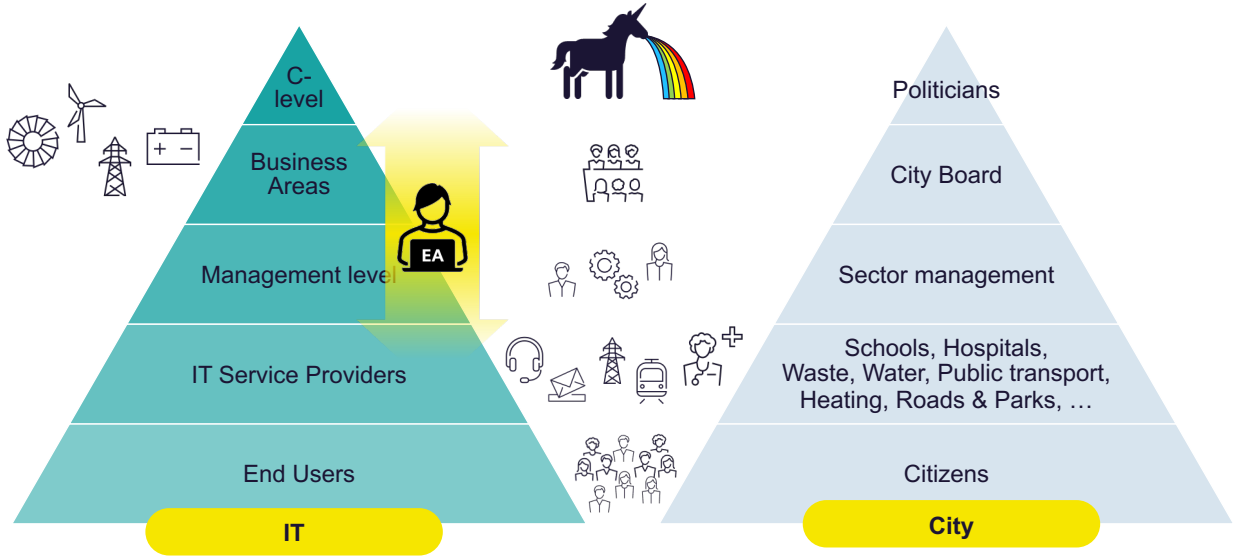 C-
level
Business
Areas
Management level
IT Service Providers
End Users
IT
EA
Politicians
City Board
Sector management
Schools, Hospitals,
Waste, Water, Public transport,
Heating, Roads & Parks, …
Citizens
City